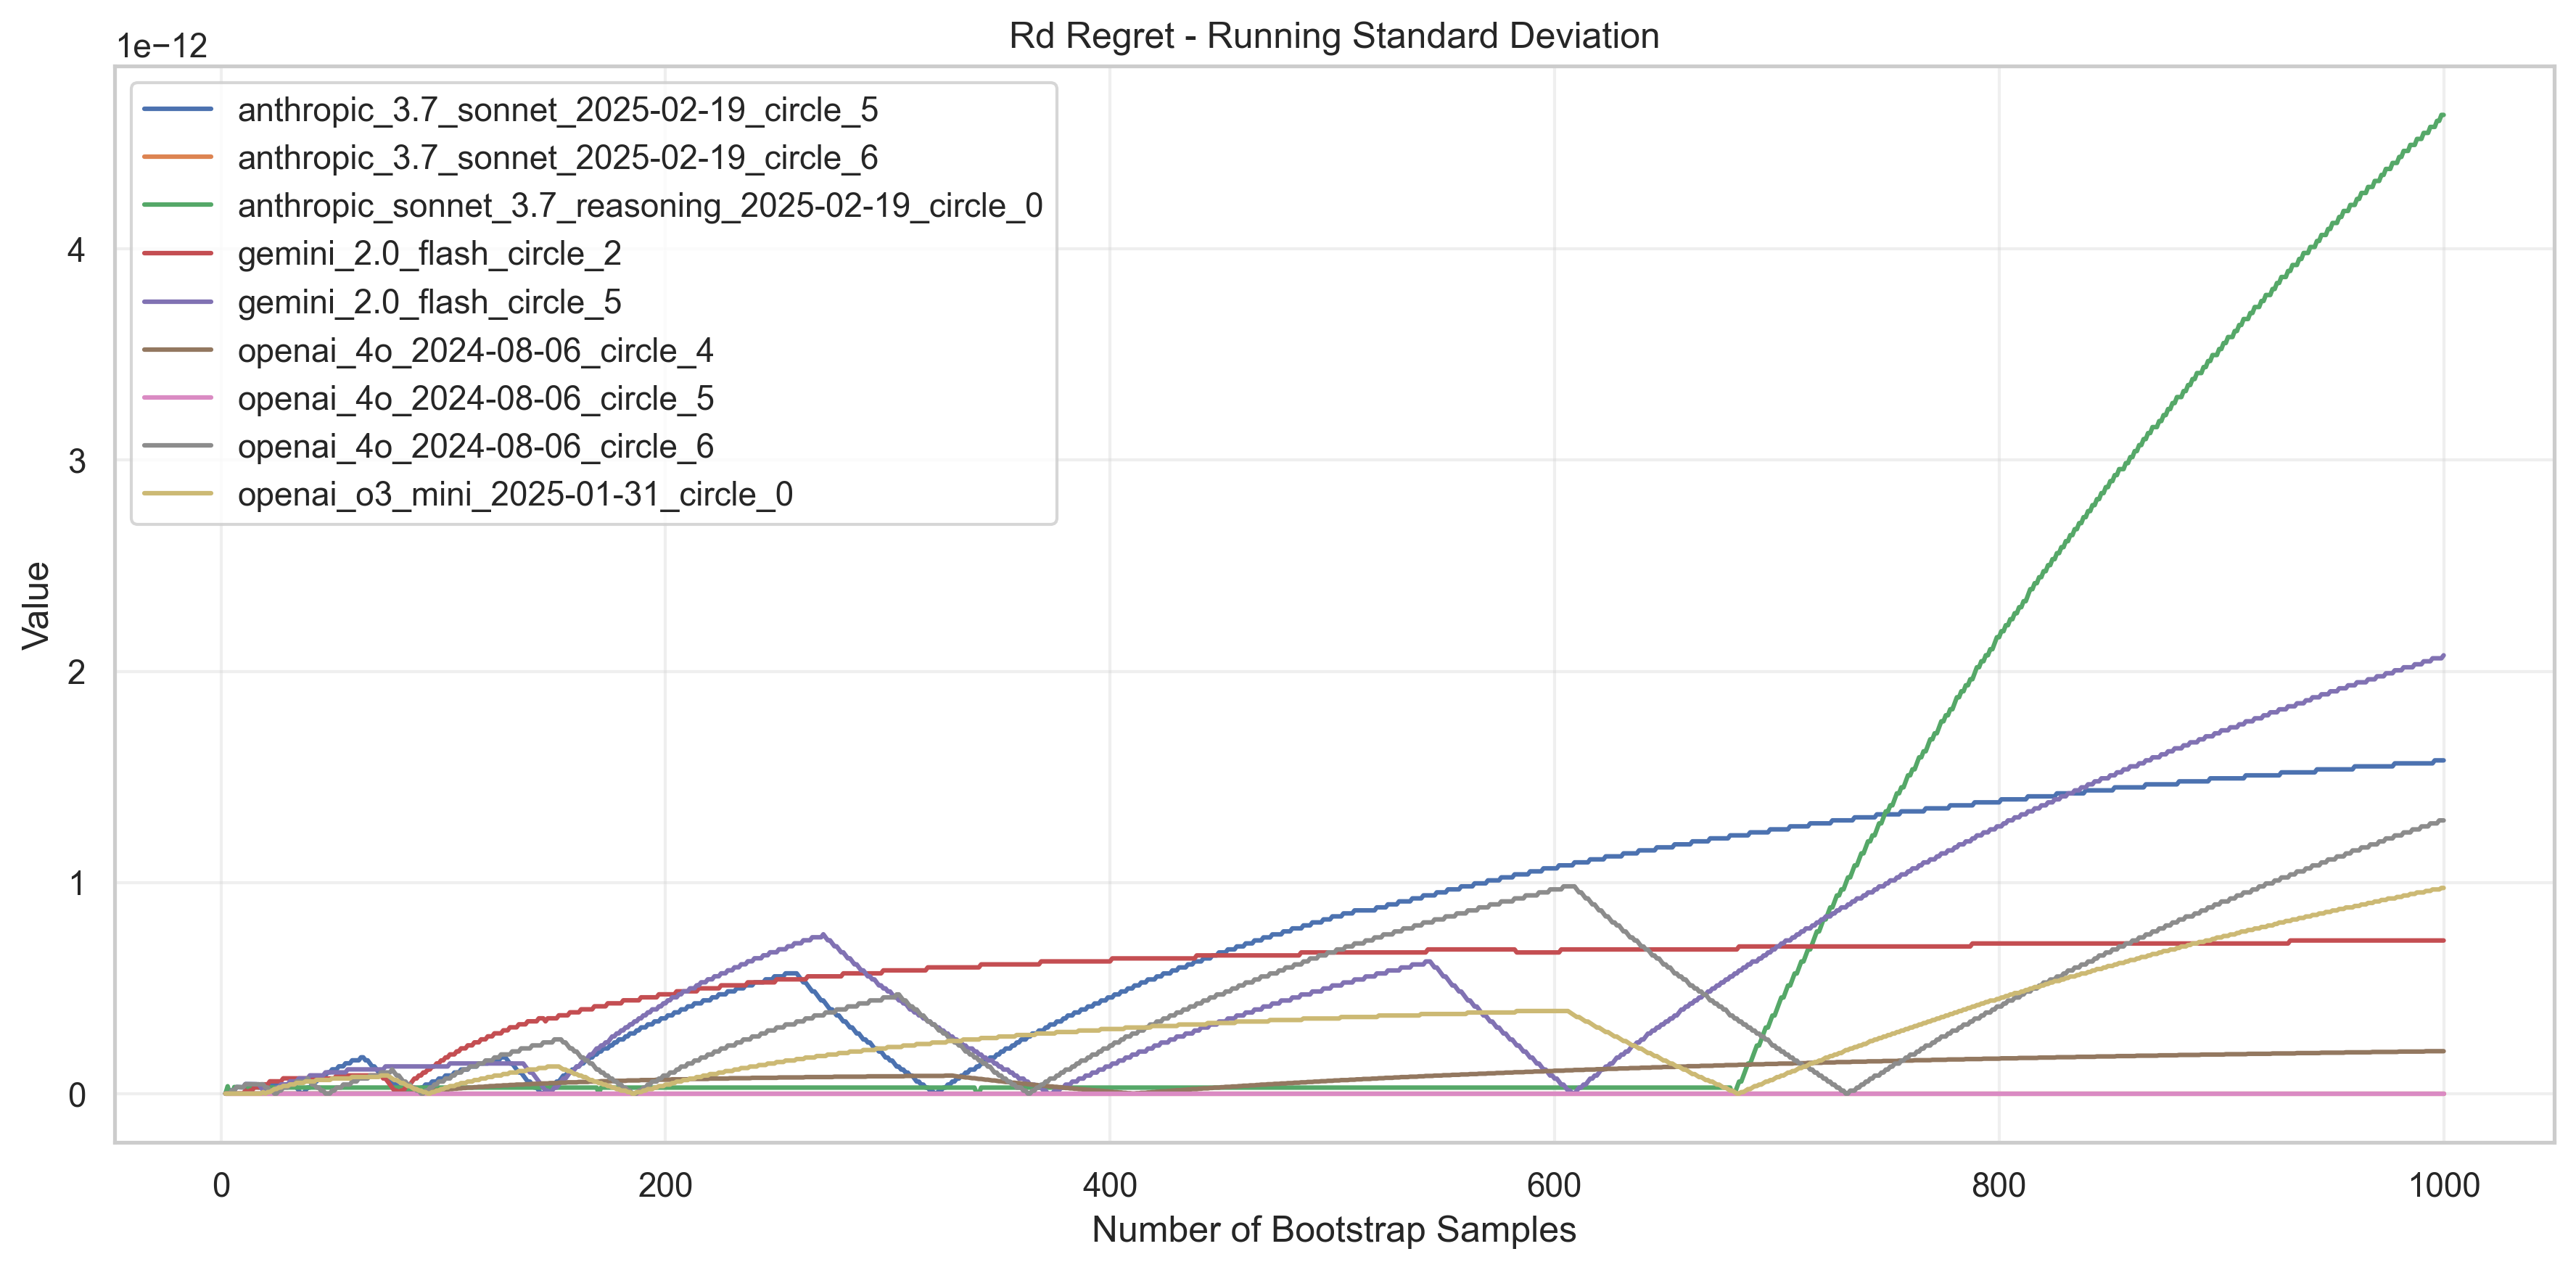 Rd Regret - Running Standard Deviation
1e−12
anthropic_3.7_sonnet_2025-02-19_circle_5
anthropic_3.7_sonnet_2025-02-19_circle_6
anthropic_sonnet_3.7_reasoning_2025-02-19_circle_0
gemini_2.0_flash_circle_2
gemini_2.0_flash_circle_5
openai_4o_2024-08-06_circle_4
openai_4o_2024-08-06_circle_5
openai_4o_2024-08-06_circle_6
openai_o3_mini_2025-01-31_circle_0
4
3
2
1
0
Value
0 200 400 600 800 1000
Number of Bootstrap Samples